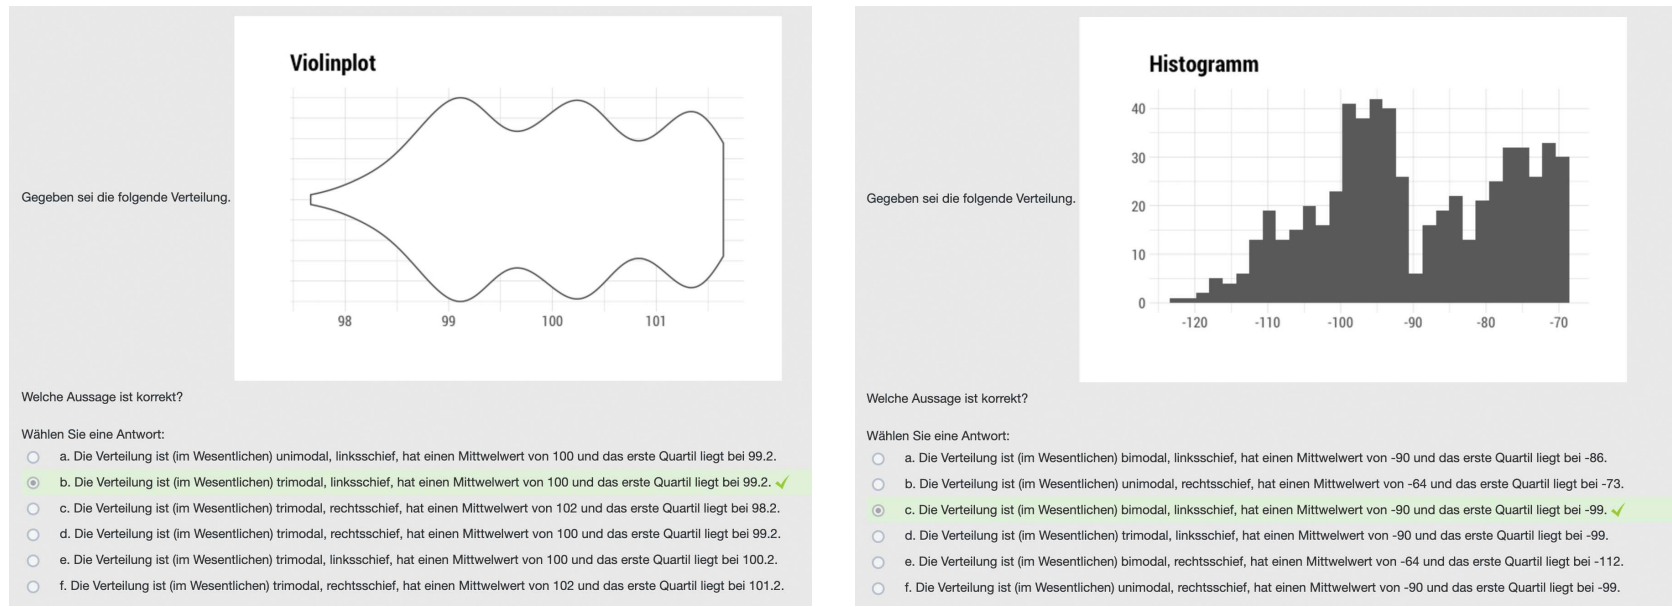 Violinplot
Gegeben sei die folgende Verteilung.
98 99 100 101
Welche Aussage ist korrekt?
Wählen Sie eine Antwort:
a. Die Verteilung ist (im Wesentlichen) unimodal, linksschief, hat einen Mittwelwert von 100 und das erste Quartil liegt bei 99.2.
b. Die Verteilung ist (im Wesentlichen) trimodal, linksschief, hat einen Mittwelwert von 100 und das erste Quartil liegt bei 99.2.
c. Die Verteilung ist (im Wesentlichen) trimodal, rechtsschief, hat einen Mittwelwert von 102 und das erste Quartil liegt bei 98.2.
d. Die Verteilung ist (im Wesentlichen) trimodal, rechtsschief, hat einen Mittwelwert von 100 und das erste Quartil liegt bei 99.2.
e. Die Verteilung ist (im Wesentlichen) trimodal, linksschief, hat einen Mittwelwert von 100 und das erste Quartil liegt bei 100.2.
f. Die Verteilung ist (im Wesentlichen) trimodal, rechtsschief, hat einen Mittwelwert von 102 und das erste Quartil liegt bei 101.2.
Histogramm
40
30
Gegeben sei die folgende Verteilung.
20
10
0
-120 -110 -100 -90 -80 -70
Welche Aussage ist korrekt?
Wählen Sie eine Antwort:
a. Die Verteilung ist (im Wesentlichen) bimodal, linksschief, hat einen Mittwelwert von -90 und das erste Quartil liegt bei -86.
b. Die Verteilung ist (im Wesentlichen) unimodal, rechtsschief, hat einen Mittwelwert von -64 und das erste Quartil liegt bei -73.
c. Die Verteilung ist (im Wesentlichen) bimodal, linksschief, hat einen Mittwelwert von -90 und das erste Quartil liegt bei -99.
d. Die Verteilung ist (im Wesentlichen) trimodal, linksschief, hat einen Mittwelwert von -90 und das erste Quartil liegt bei -99.
e. Die Verteilung ist (im Wesentlichen) bimodal, rechtsschief, hat einen Mittwelwert von -64 und das erste Quartil liegt bei -112.
f. Die Verteilung ist (im Wesentlichen) unimodal, rechtsschief, hat einen Mittwelwert von -90 und das erste Quartil liegt bei -99.